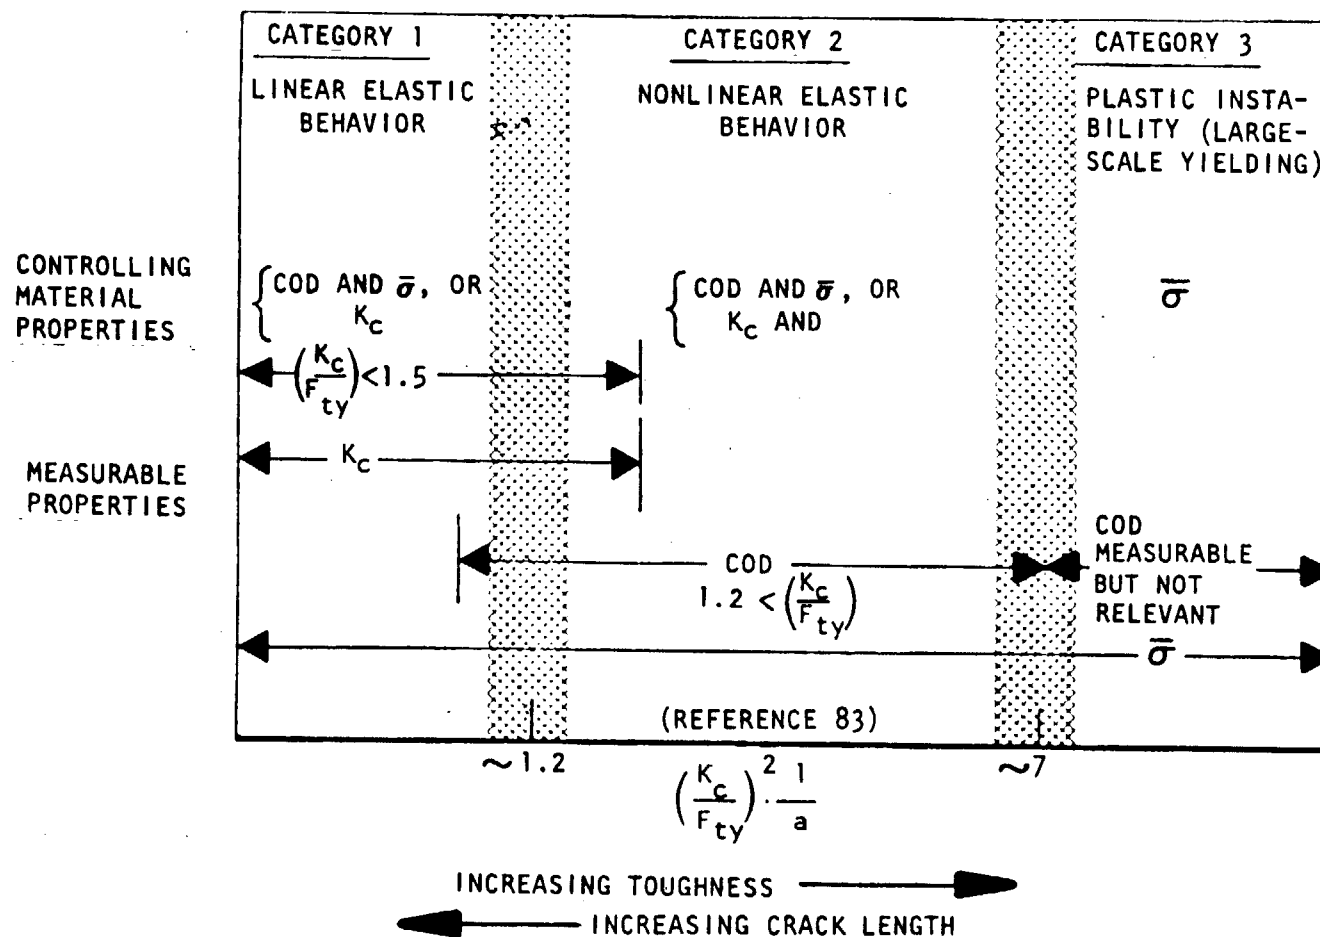 CATEGORY 1
LINEAR ELASTIC
BEHAVIOR
CATEGORY 2
NONLINEAR ELASTIC
BEHAVIOR
CATEGORY 3
PLASTIC INSTA-
BILITY (LARGE-
SCALE YIELDING)
CONTROLLING
MATERIAL
PROPERTIES
{COD AND σ̅, OR
K_c
(K_c/F_ty)<1.5
{COD AND σ̅, OR
K_c AND
σ̅
MEASURABLE
PROPERTIES
K_c
COD
1.2 < (K_c/F_ty)
COD
MEASURABLE
BUT NOT
RELEVANT
σ̅
(REFERENCE 83)
~1.2
~7
(K_c/F_ty)²·1/a
INCREASING TOUGHNESS
INCREASING CRACK LENGTH